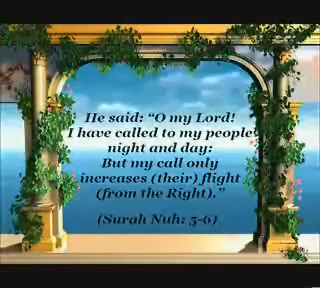 He said: “O my Lord!
I have called to my people
night and day:
But my call only
increases (their) flight
(from the Right).”
(Surah Nuh: 5-6)